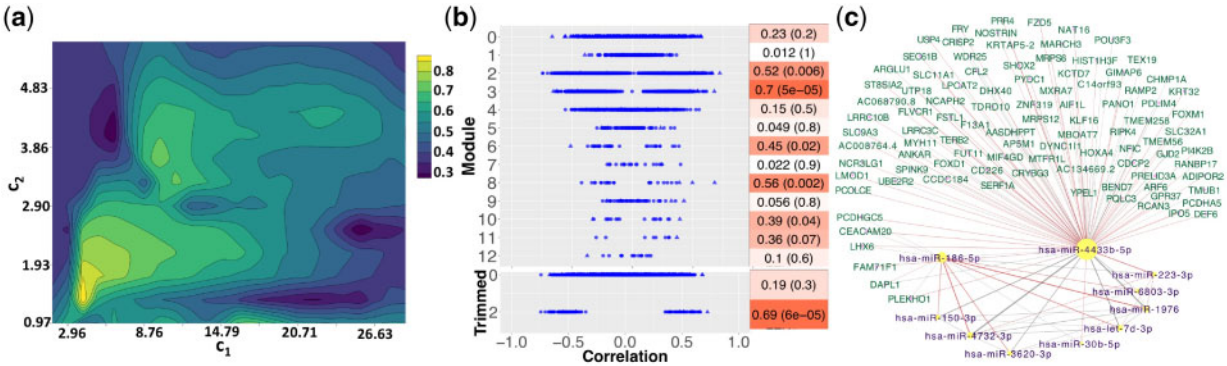 (a)
4.83
3.86
2.90
1.93
0.97
C2
2.96 8.76 14.79 20.71 26.63
C1
0.8
0.7
0.6
0.5
0.4
0.3
(b)
Module
0 0.23 (0.2)
1 0.012 (1)
2 0.52 (0.006)
3 0.7 (5e−05)
4 0.15 (0.5)
5 0.049 (0.8)
6 0.45 (0.02)
7 0.022 (0.9)
8 0.56 (0.002)
9 0.056 (0.8)
10 0.39 (0.04)
11 0.36 (0.07)
12 0.1 (0.6)
Trimmed
0 0.19 (0.3)
2 0.69 (6e−05)
−1.0 −0.5 0.0 0.5 1.0
Correlation
(c)
PRR4 FZD5
FRY NOSTRIN NAT16
USP4 CRISP2 KRTAP5-2 MARCH3 POU3F3
SEC61B WDR25 MRPS6 HIST1H3F TEX19
ARGLU1 SLC11A1 CFL2 SHOX2 KCTD7 GIMAP6
ST8SIA2 LPCAT2 PYDC1 C14orf93 CHMP1A
UTP18 DHX40 MXRA7 RAMP2 KRT32
AC068790.8 NCAPH2 TDRD10 ZNF319 AIF1L PANO1 PDLIM4
FLVCR1 FSTL1 FOXM1
LRRC10B F13A1 MRPS12 KLF16 TMEM258
SLC9A3 LRRC3C AASDHPPT MBOAT7 RIPK4 SLC32A1
AC008764.4 MYH11 TERB2 AP5M1 DYNC1I1 TMEM56
ANKAR FUT11 MIF4GD HOXA4 NFIC GJD2 PI4K2B
NCR3LG1 FOXD1 MTFR1L CDCP2 RANBP17
LMOD1 SPINK9 CD226 CRYBG3 AC134669.2 PRELID3A ADIPOR2
PCOLCE UBE2R2 CCDC184 SERF1A YPEL1 BEND7 ARF6 TMUB1
PQLC3 GPR37 PCDHA5
RCAN3 IPO5 DEF6
PCDHGC5
CEACAM20
LHX6 hsa-miR-4433b-5p
hsa-miR-186-5p
FAM71F1 hsa-miR-223-3p
DAPL1 hsa-miR-6803-3p
PLEKHO1 hsa-miR-1976
hsa-miR-150-3p hsa-let-7d-3p
hsa-miR-4732-3p hsa-miR-30b-5p
hsa-miR-3620-3p